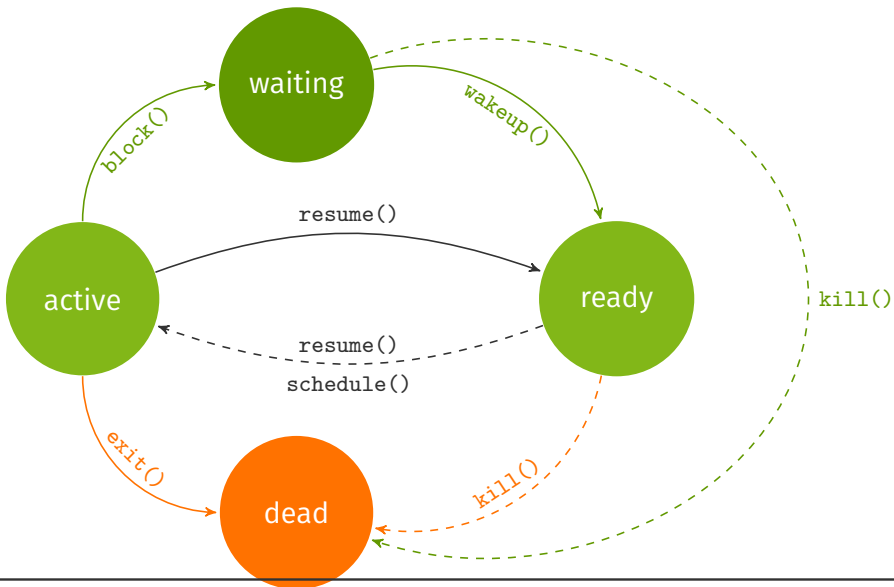 waiting
block()
wakeup()
resume()
active
ready
kill()
resume()
schedule()
exit()
kill()
dead